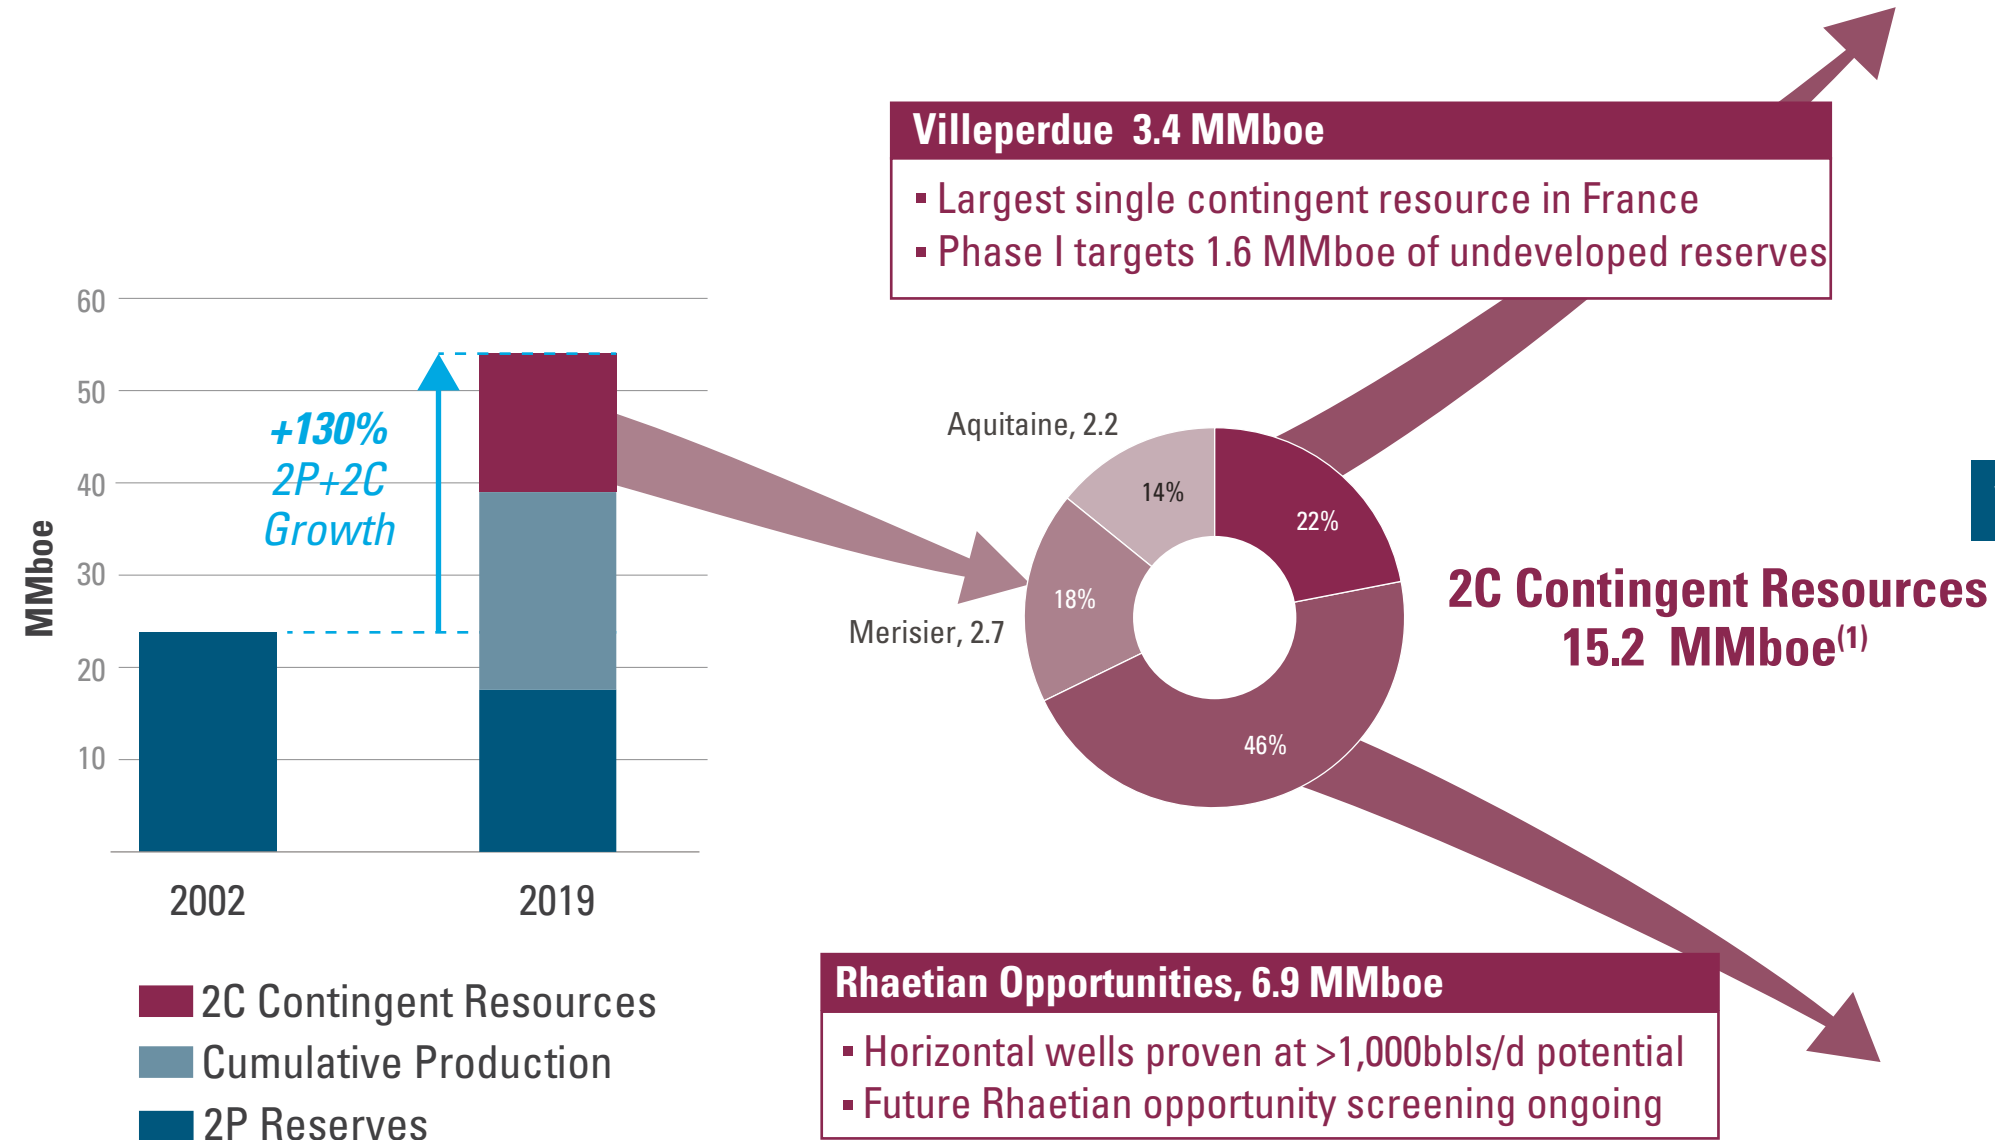 Villeperdue 3.4 MMboe
▪ Largest single contingent resource in France
▪ Phase I targets 1.6 MMboe of undeveloped reserves
60
50
40
30
20
10
MMboe
+130%
2P+2C
Growth
2002
2019
2C Contingent Resources
Cumulative Production
2P Reserves
Aquitaine, 2.2
14%
22%
18%
Merisier, 2.7
46%
2C Contingent Resources
15.2 MMboe(1)
Rhaetian Opportunities, 6.9 MMboe
▪ Horizontal wells proven at >1,000bbls/d potential
▪ Future Rhaetian opportunity screening ongoing